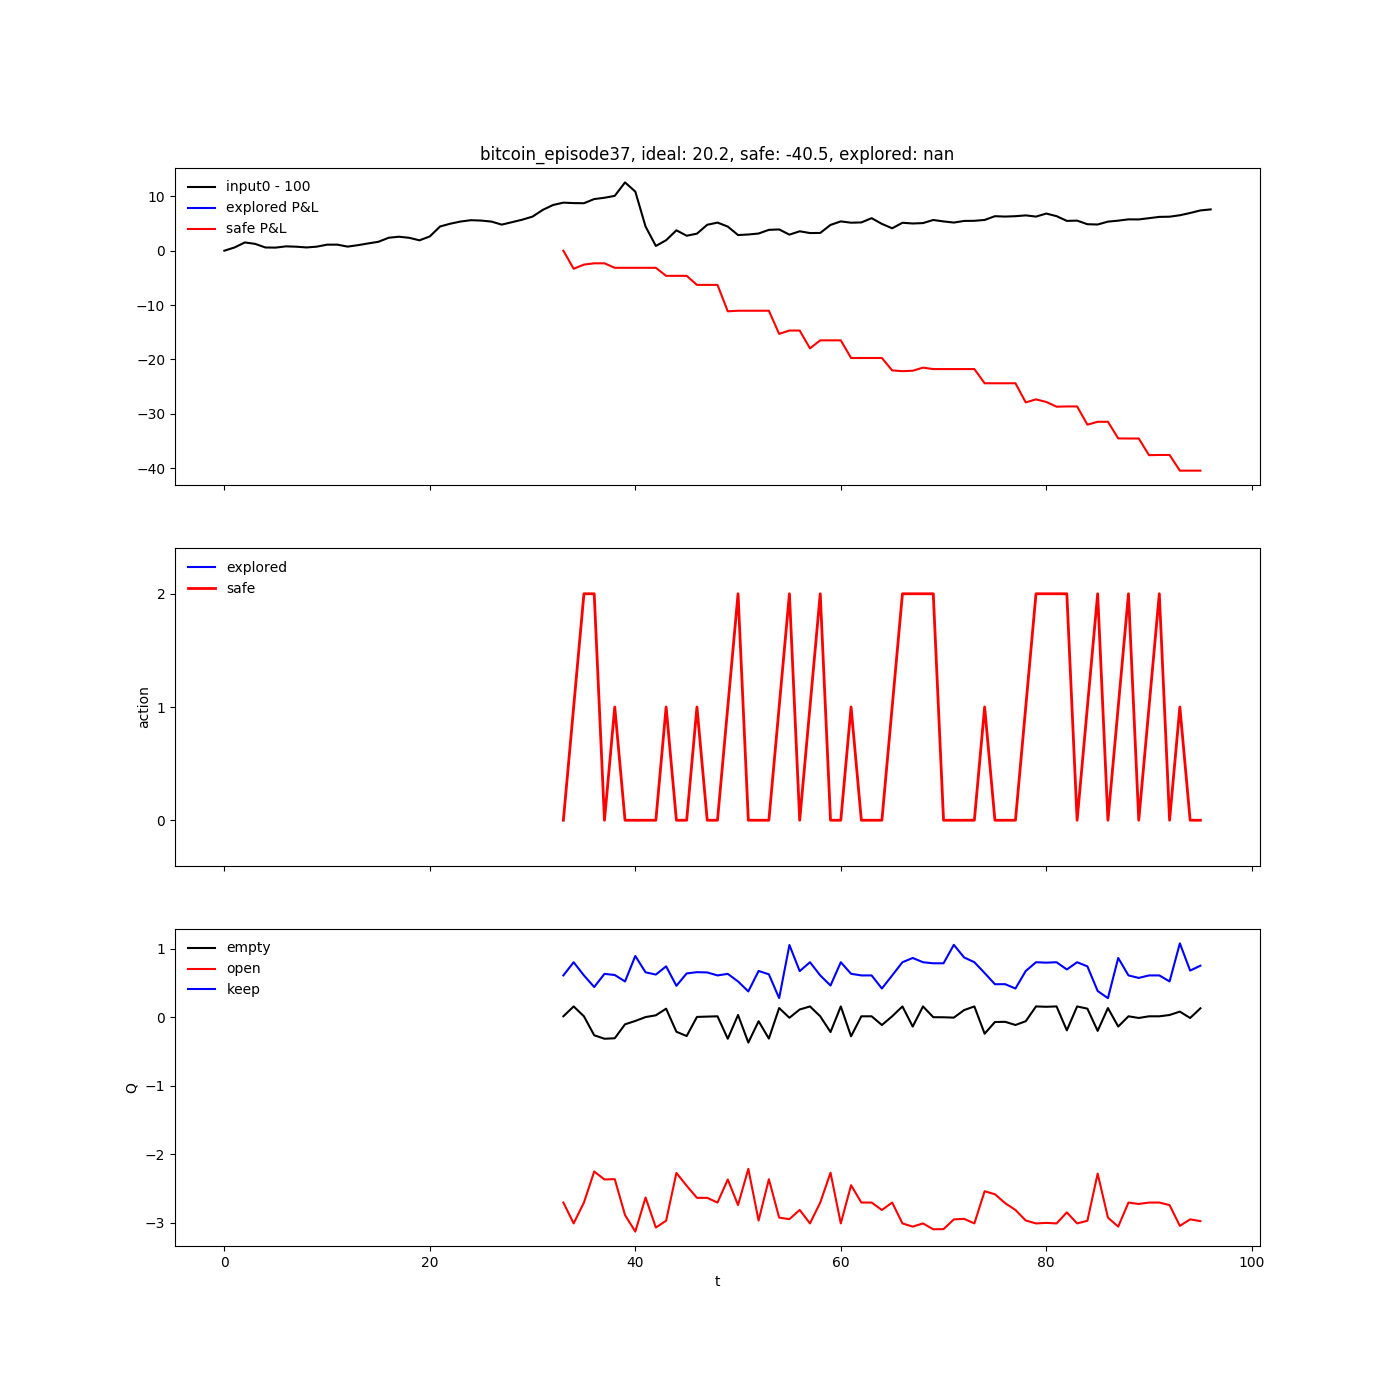 bitcoin_episode37, ideal: 20.2, safe: -40.5, explored: nan
input0 - 100
explored P&L
safe P&L
10
0
−10
−20
−30
−40
explored
safe
2
1
0
action
empty
open
keep
1
0
−1
−2
−3
Q
0 20 40 60 80 100
t